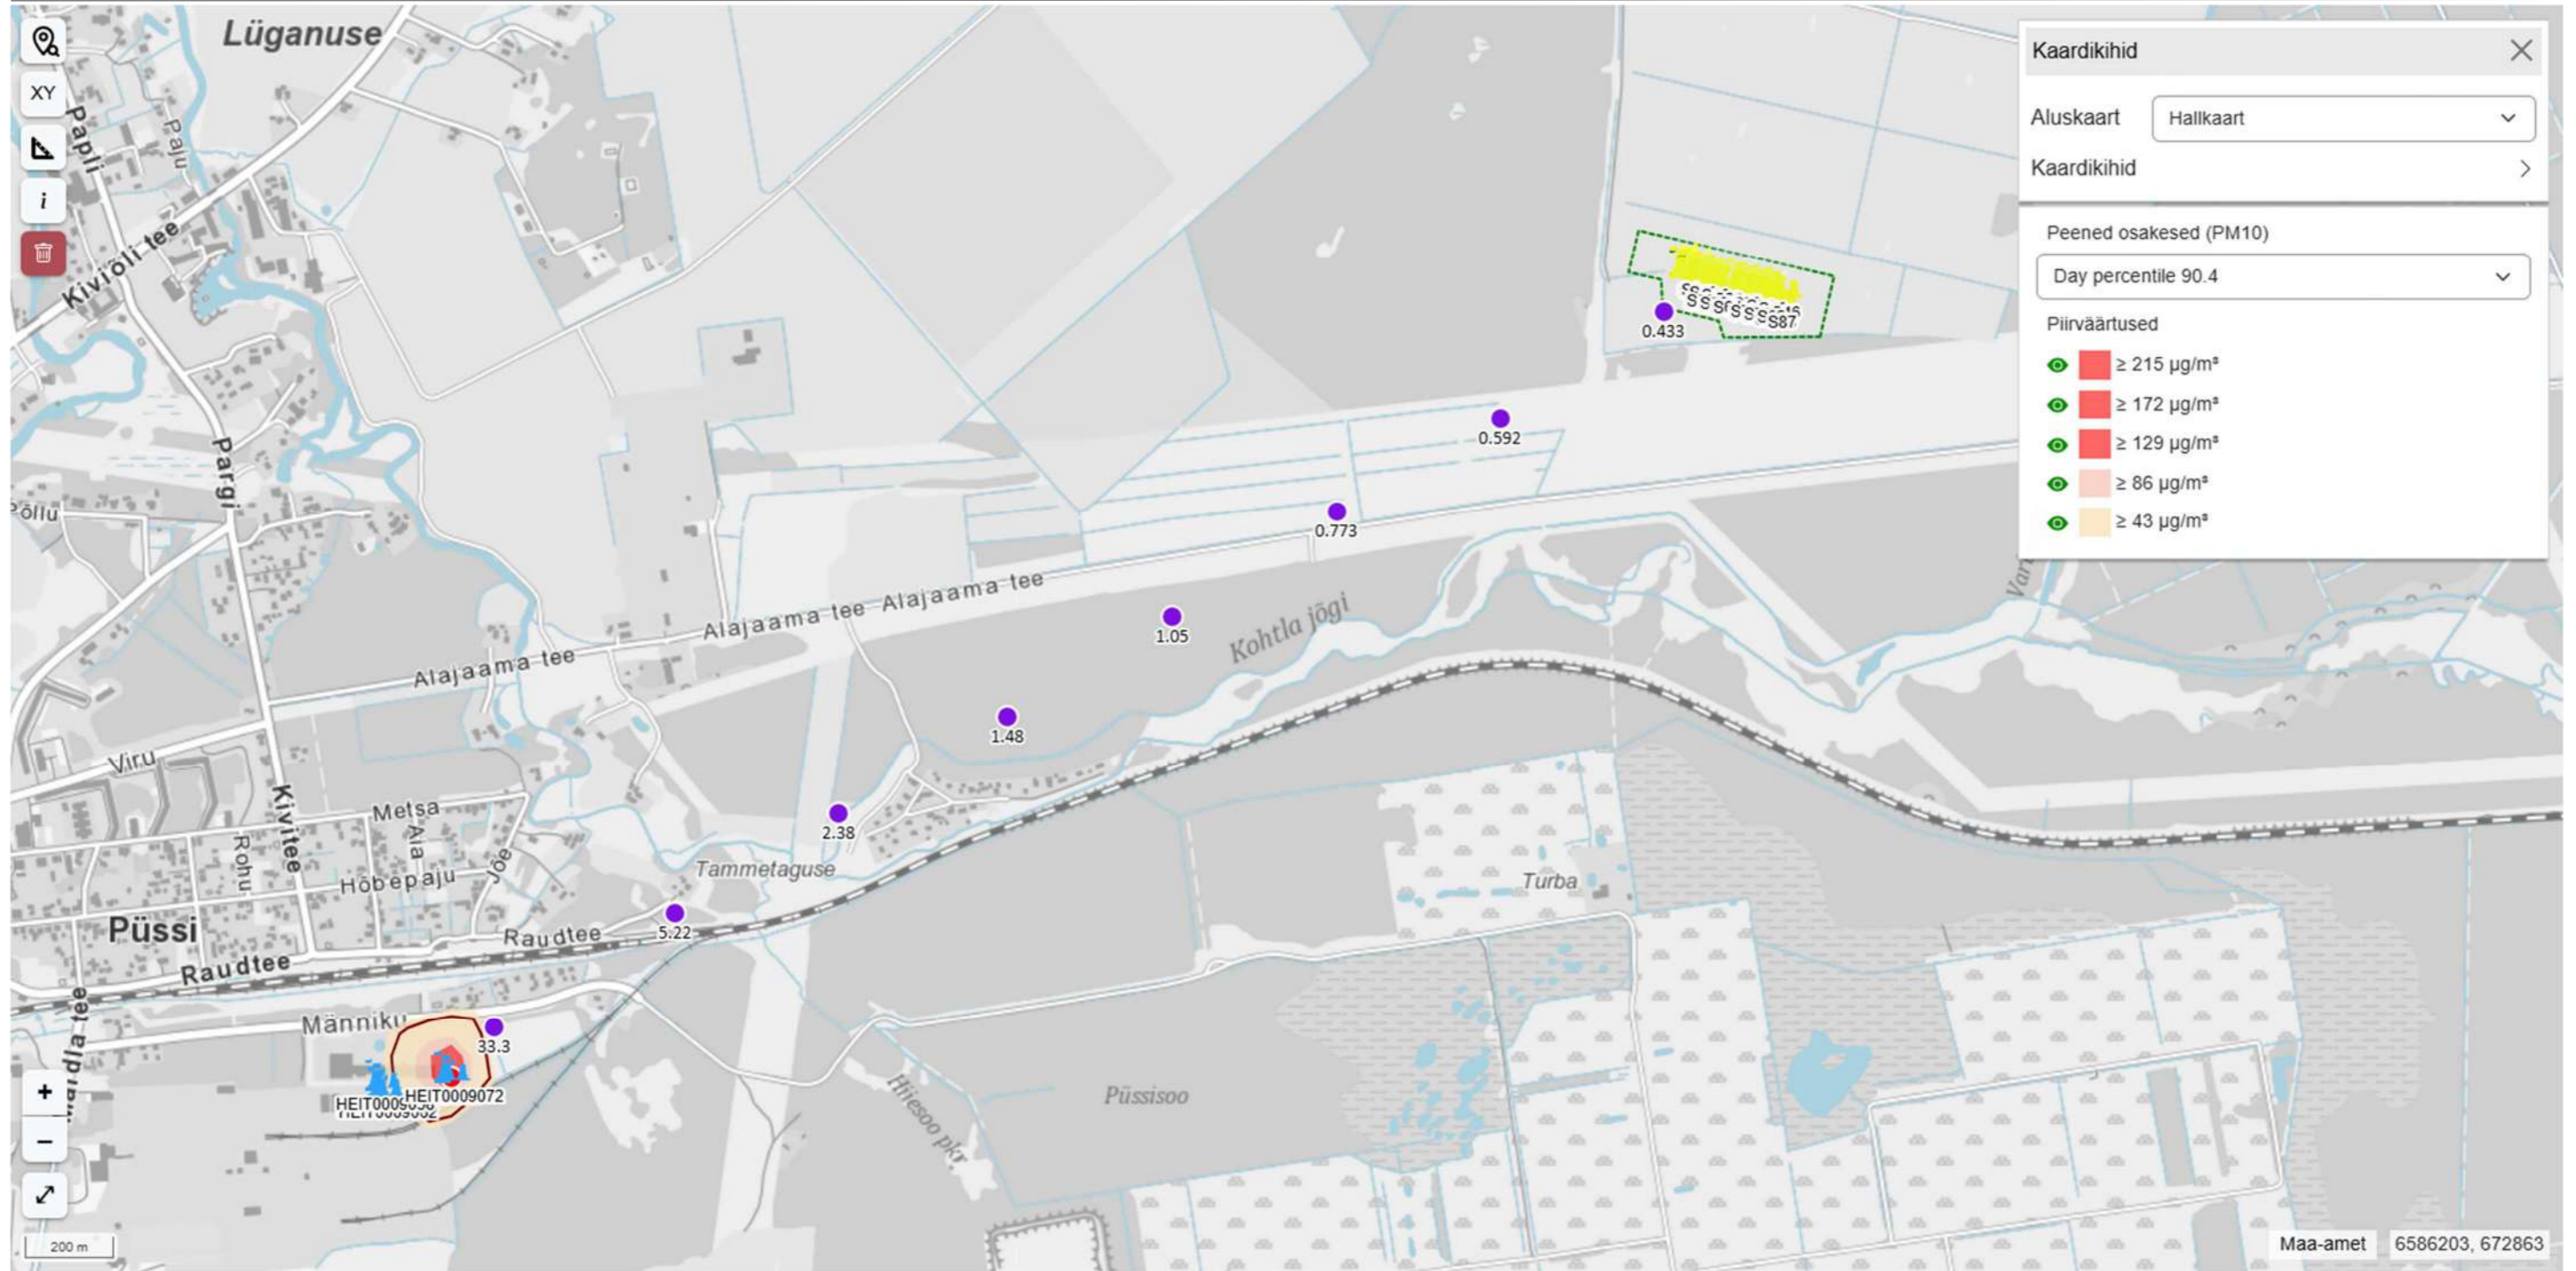 Lüganuse
XY
i
Papli
Paju
Kiviõli tee
Pargi
Põllu
Alajaama tee
Alajaama tee
Alajaama tee
Kohtla jõgi
Viru
Kivitee
Metsa
Aia
Jõe
Rohu
Hõbepaju
Püssi
Raudtee
Raudtee
Männiku
Tammetaguse
Turba
Hiiesoo pkr.
Püssisoo
0.433
0.592
0.773
1.05
1.48
2.38
5.22
33.3
S87
HEIT0009072
+
−
200 m
Kaardikihid
Aluskaart
Hallkaart
Kaardikihid
Peened osakesed (PM10)
Day percentile 90.4
Piirväärtused
≥ 215 µg/m³
≥ 172 µg/m³
≥ 129 µg/m³
≥ 86 µg/m³
≥ 43 µg/m³
Maa-amet
6586203, 672863